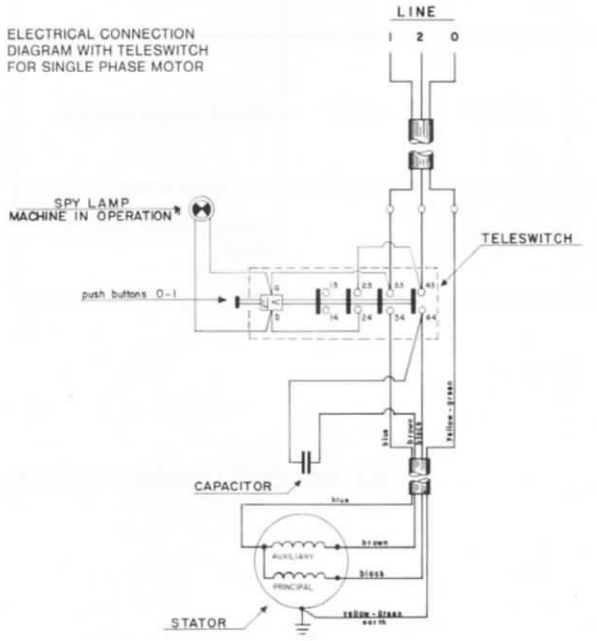 ELECTRICAL CONNECTION
DIAGRAM WITH TELESWITCH
FOR SINGLE PHASE MOTOR
LINE
1 2 0
SPY LAMP
MACHINE IN OPERATION
TELESWITCH
push buttons 0-1
0
13 23 33 43
14 24 34 44
0
blue
brown
black
Yellow-Green
CAPACITOR
blue
brown
AUXILIARY
black
PRINCIPAL
yellow-Green
earth
STATOR